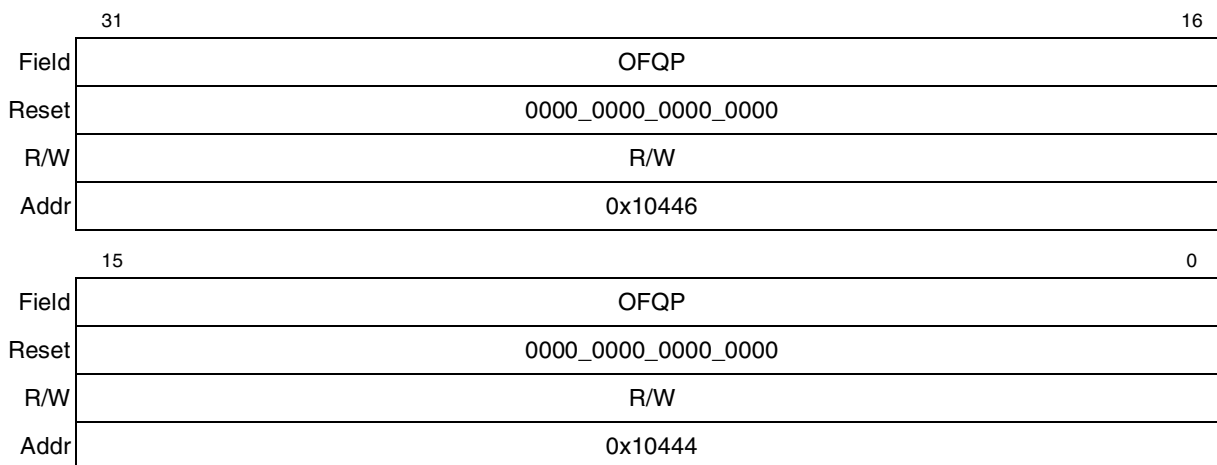 31 16
Field OFQP
Reset 0000_0000_0000_0000
R/W R/W
Addr 0x10446
15 0
Field OFQP
Reset 0000_0000_0000_0000
R/W R/W
Addr 0x10444